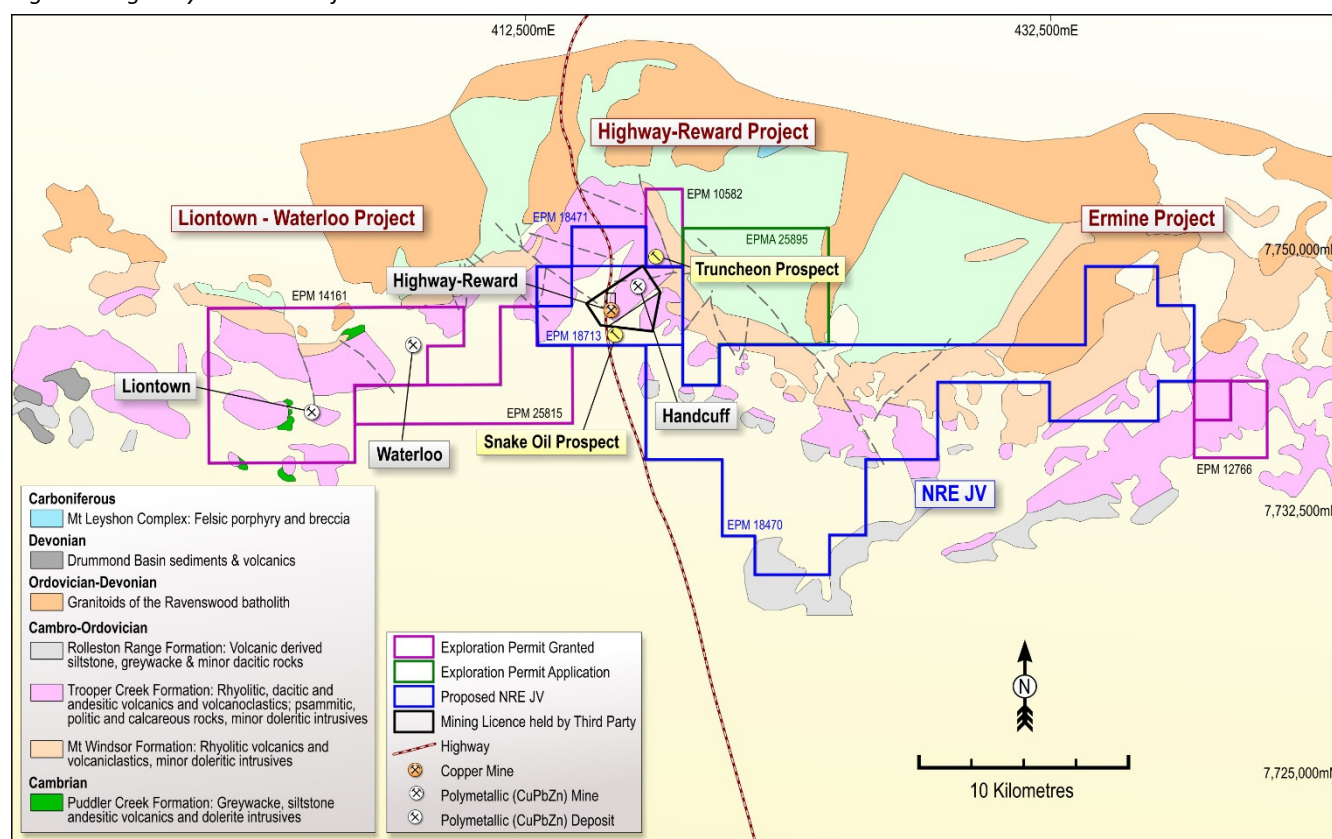 412,500mE
432,500mE
Highway-Reward Project
EPM 10582
Liontown - Waterloo Project
EPM 18471
EPMA 25895
Ermine Project
7,750,000mN
Truncheon Prospect
Highway-Reward
EPM 14161
EPM 18713
Liontown
EPM 25815
Handcuff
Snake Oil Prospect
Waterloo
EPM 12766
NRE JV
EPM 18470
7,732,500mN
Carboniferous
Mt Leyshon Complex: Felsic porphyry and breccia
Devonian
Drummond Basin sediments & volcanics
Ordovician-Devonian
Granitoids of the Ravenswood batholith
Cambro-Ordovician
Rolleston Range Formation: Volcanic derived
siltstone, greywacke & minor dacitic rocks
Trooper Creek Formation: Rhyolitic, dacitic and
andesitic volcanics and volcanoclastics; psammitic,
politic and calcareous rocks, minor doleritic intrusives
Mt Windsor Formation: Rhyolitic volcanics and
volcaniclastics, minor doleritic intrusives
Cambrian
Puddler Creek Formation: Greywacke, siltstone
andesitic volcanics and dolerite intrusives
Exploration Permit Granted
Exploration Permit Application
Proposed NRE JV
Mining Licence held by Third Party
Highway
Copper Mine
Polymetallic (CuPbZn) Mine
Polymetallic (CuPbZn) Deposit
N
10 Kilometres
7,725,000mN